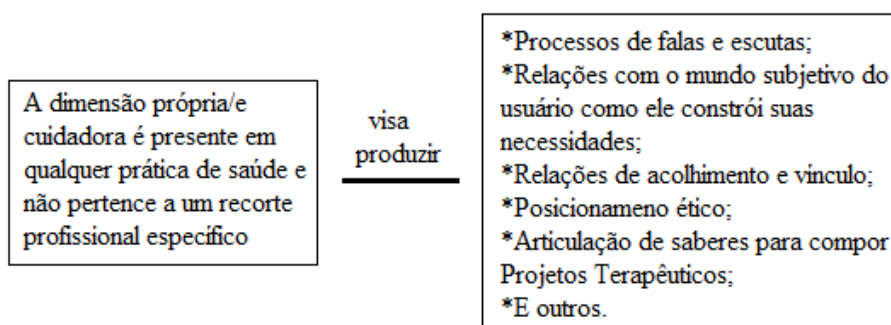 A dimensão própria/e
cuidadora é presente em
qualquer prática de saúde e
não pertence a um recorte
profissional específico
visa
produzir
*Processos de falas e escutas;
*Relações com o mundo subjetivo do
usuário como ele constrói suas
necessidades;
*Relações de acolhimento e vinculo;
*Posicionameno ético;
*Articulação de saberes para compor
Projetos Terapêuticos;
*E outros.